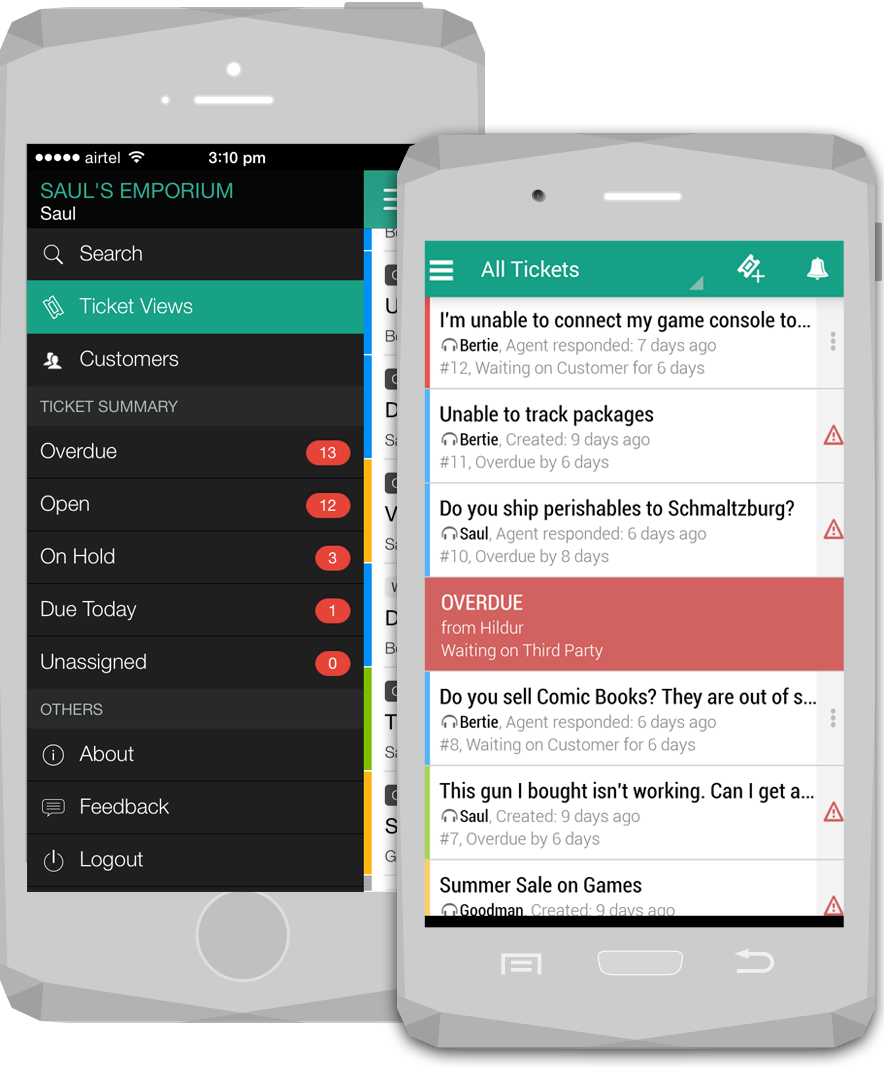 airtel 3:10 pm
SAUL'S EMPORIUM
Saul
Search
Ticket Views
Customers
TICKET SUMMARY
Overdue 13
Open 12
On Hold 3
Due Today 1
Unassigned 0
OTHERS
About
Feedback
Logout
All Tickets
I'm unable to connect my game console to...
Bertie, Agent responded: 7 days ago
#12, Waiting on Customer for 6 days
Unable to track packages
Bertie, Created: 9 days ago
#11, Overdue by 6 days
Do you ship perishables to Schmaltzburg?
Saul, Agent responded: 6 days ago
#10, Overdue by 8 days
OVERDUE
from Hildur
Waiting on Third Party
Do you sell Comic Books? They are out of s...
Bertie, Agent responded: 6 days ago
#8, Waiting on Customer for 6 days
This gun I bought isn't working. Can I get a...
Saul, Created: 9 days ago
#7, Overdue by 6 days
Summer Sale on Games
Goodman, Created: 9 days ago